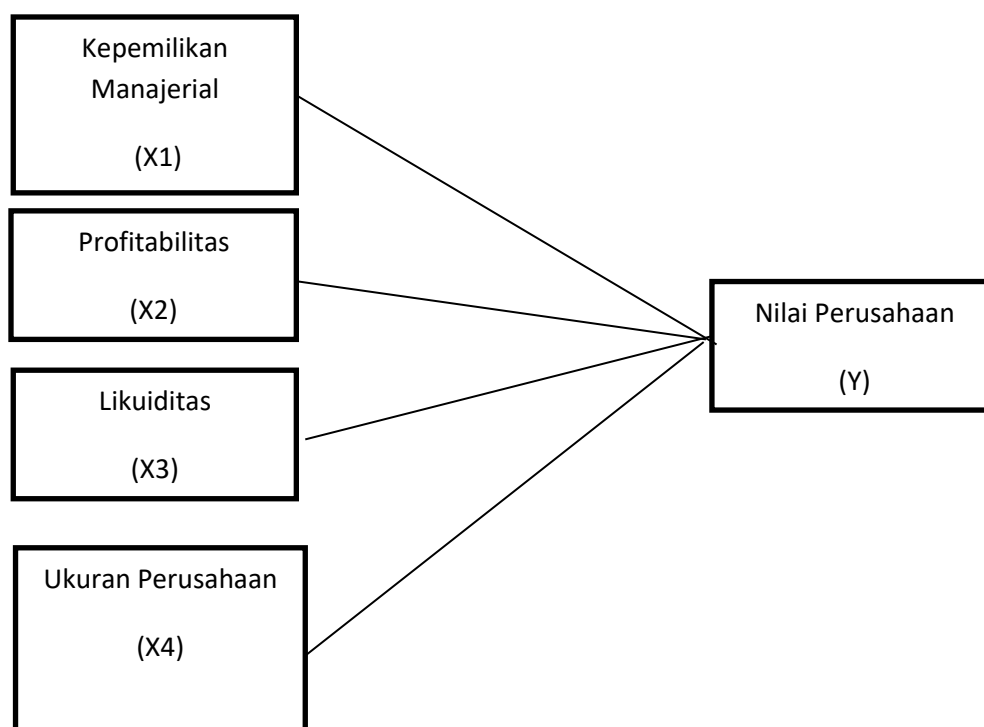 Kepemilikan
Manajerial
(X1)
Profitabilitas
(X2)
Likuiditas
(X3)
Ukuran Perusahaan
(X4)
Nilai Perusahaan
(Y)